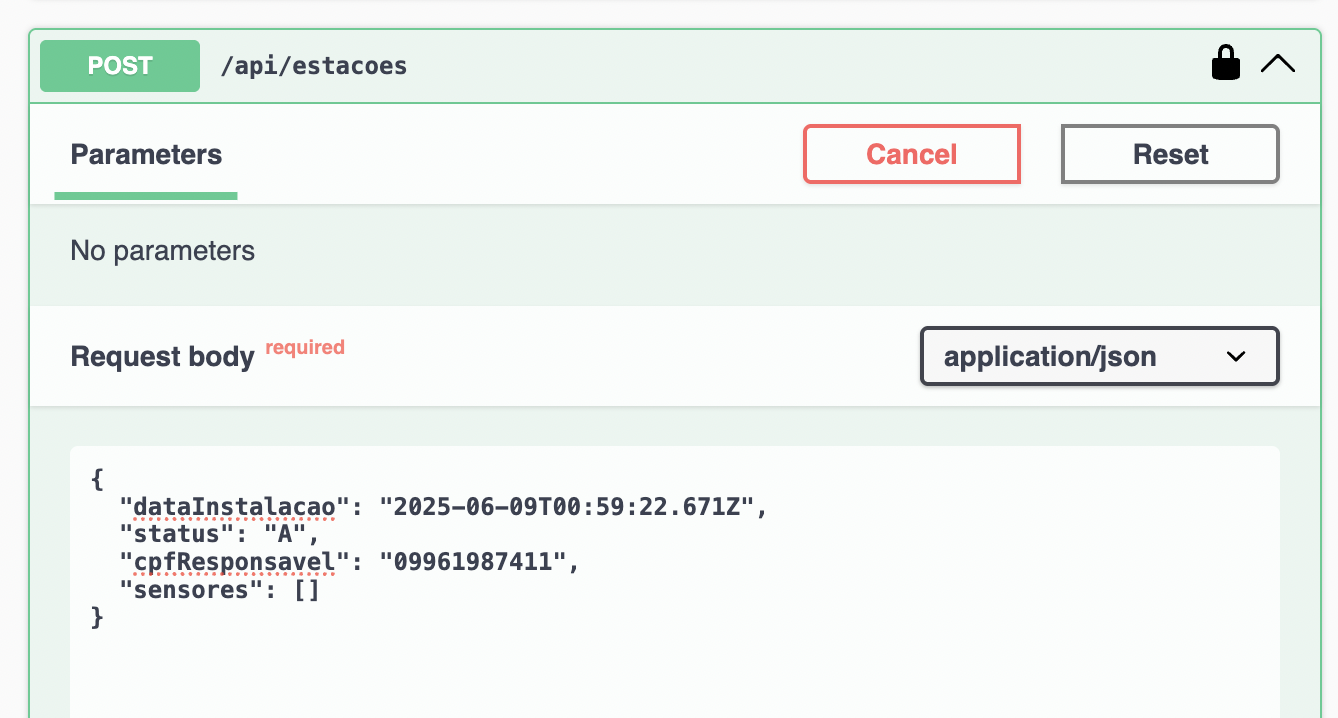 POST /api/estacoes
Parameters
Cancel
Reset
No parameters
Request body required
application/json
{
  "dataInstalacao": "2025-06-09T00:59:22.671Z",
  "status": "A",
  "cpfResponsavel": "09961987411",
  "sensores": []
}